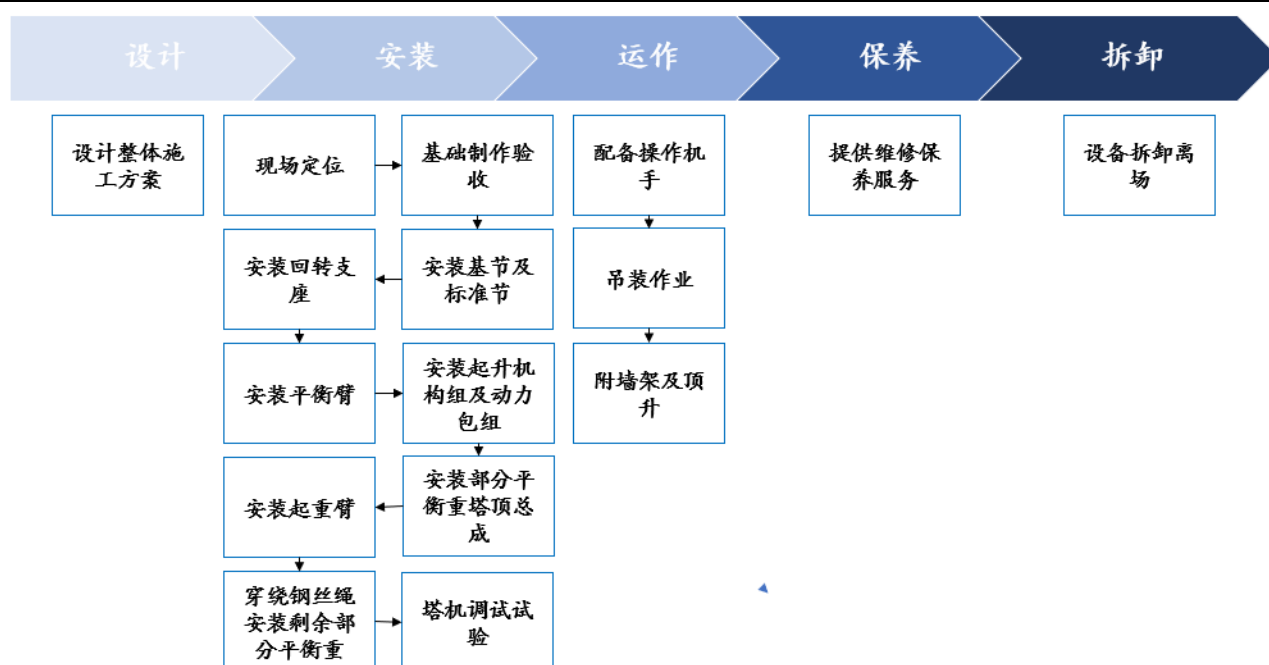 设计
安装
运作
保养
拆卸
设计整体施
工方案
现场定位
基础制作验
收
配备操作机
手
提供维修保
养服务
设备拆卸离
场
安装回转支
座
安装基节及
标准节
吊装作业
安装平衡臂
安装起升机
构组及动力
包组
附墙架及顶
升
安装起重臂
安装部分平
衡重塔顶总
成
穿绕钢丝绳
安装剩余部
分平衡重
塔机调试试
验